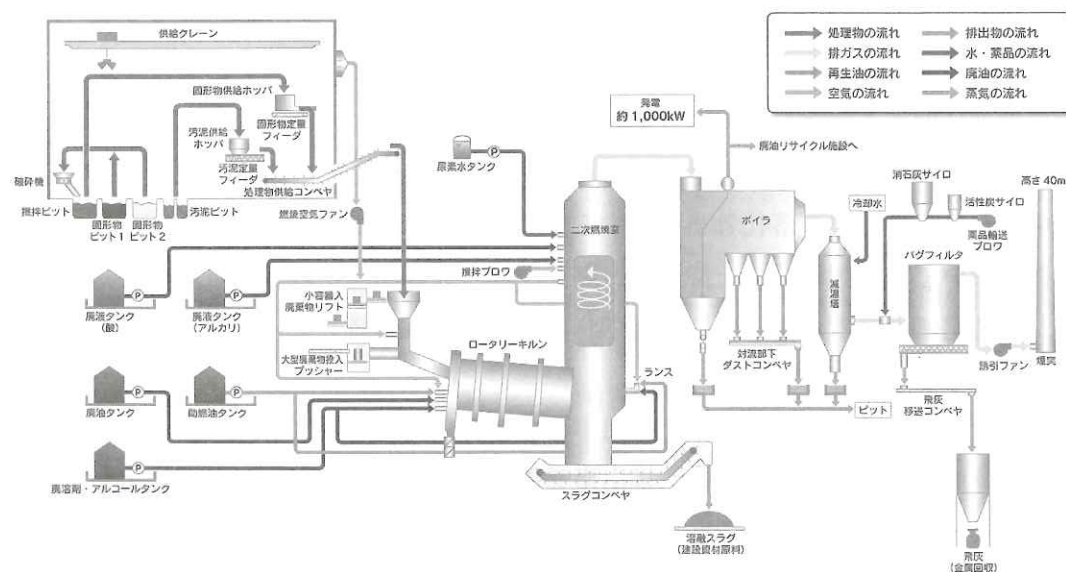 供給クレーン
固形物供給ホッパ
固形物定量
フィーダ
汚泥供給
ホッパ
汚泥定量
フィーダ
処理物供給コンベヤ
破砕機
撹拌ピット
固形物
ピット1
固形物
ピット2
汚泥ピット
燃焼空気ファン
処理物の流れ
排ガスの流れ
再生油の流れ
空気の流れ
排出物の流れ
水・薬品の流れ
廃油の流れ
蒸気の流れ
発電
約 1,000kW
廃油リサイクル施設へ
尿素水タンク
二次燃焼室
撹拌ブロワ
ボイラ
消石灰サイロ
活性炭サイロ
冷却水
薬品輸送
ブロワ
高さ 40m
バグフィルタ
減温塔
P
廃液タンク
(酸)
P
廃液タンク
(アルカリ)
小容器入
廃棄物リフト
大型廃棄物投入
プッシャー
ロータリーキルン
ランス
対流部下
ダストコンベヤ
誘引ファン
煙突
P
廃油タンク
P
助燃油タンク
ピット
飛灰
移送コンベヤ
P
廃溶剤・アルコールタンク
スラグコンベヤ
溶融スラグ
(建設資材原料)
飛灰
(金属回収)